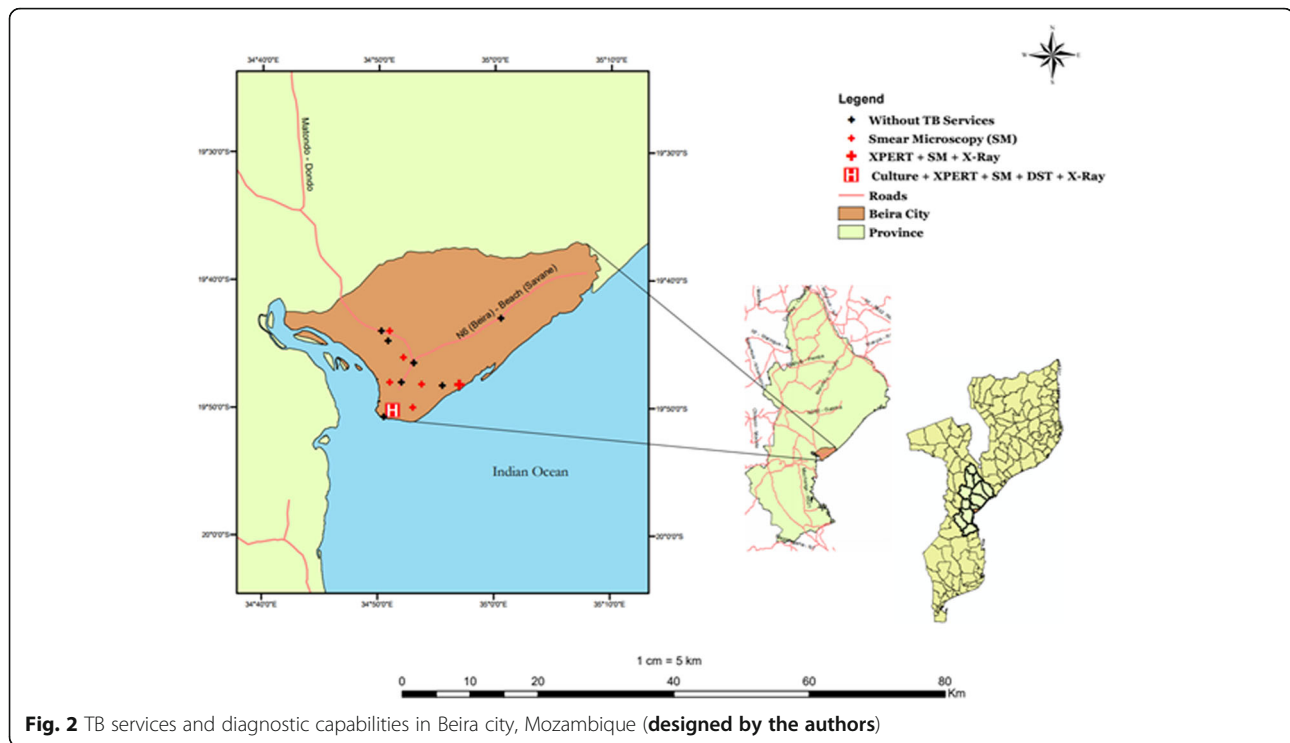 34°40'0"E 34°50'0"E 35°0'0"E 35°10'0"E
N
W E
S
Legend
Without TB Services
Smear Microscopy (SM)
XPERT + SM + X-Ray
H Culture + XPERT + SM + DST + X-Ray
Roads
Beira City
Province
Matondo - Dondo
19°30'0"S 19°30'0"S
19°40'0"S 19°40'0"S
N6 (Beira) - Beach (Savane)
19°50'0"S 19°50'0"S
H
Indian Ocean
20°0'0"S 20°0'0"S
34°40'0"E 34°50'0"E 35°0'0"E 35°10'0"E
1 cm = 5 km
0 5 10 20 40 60 80
Km
Fig. 2 TB services and diagnostic capabilities in Beira city, Mozambique (designed by the authors)